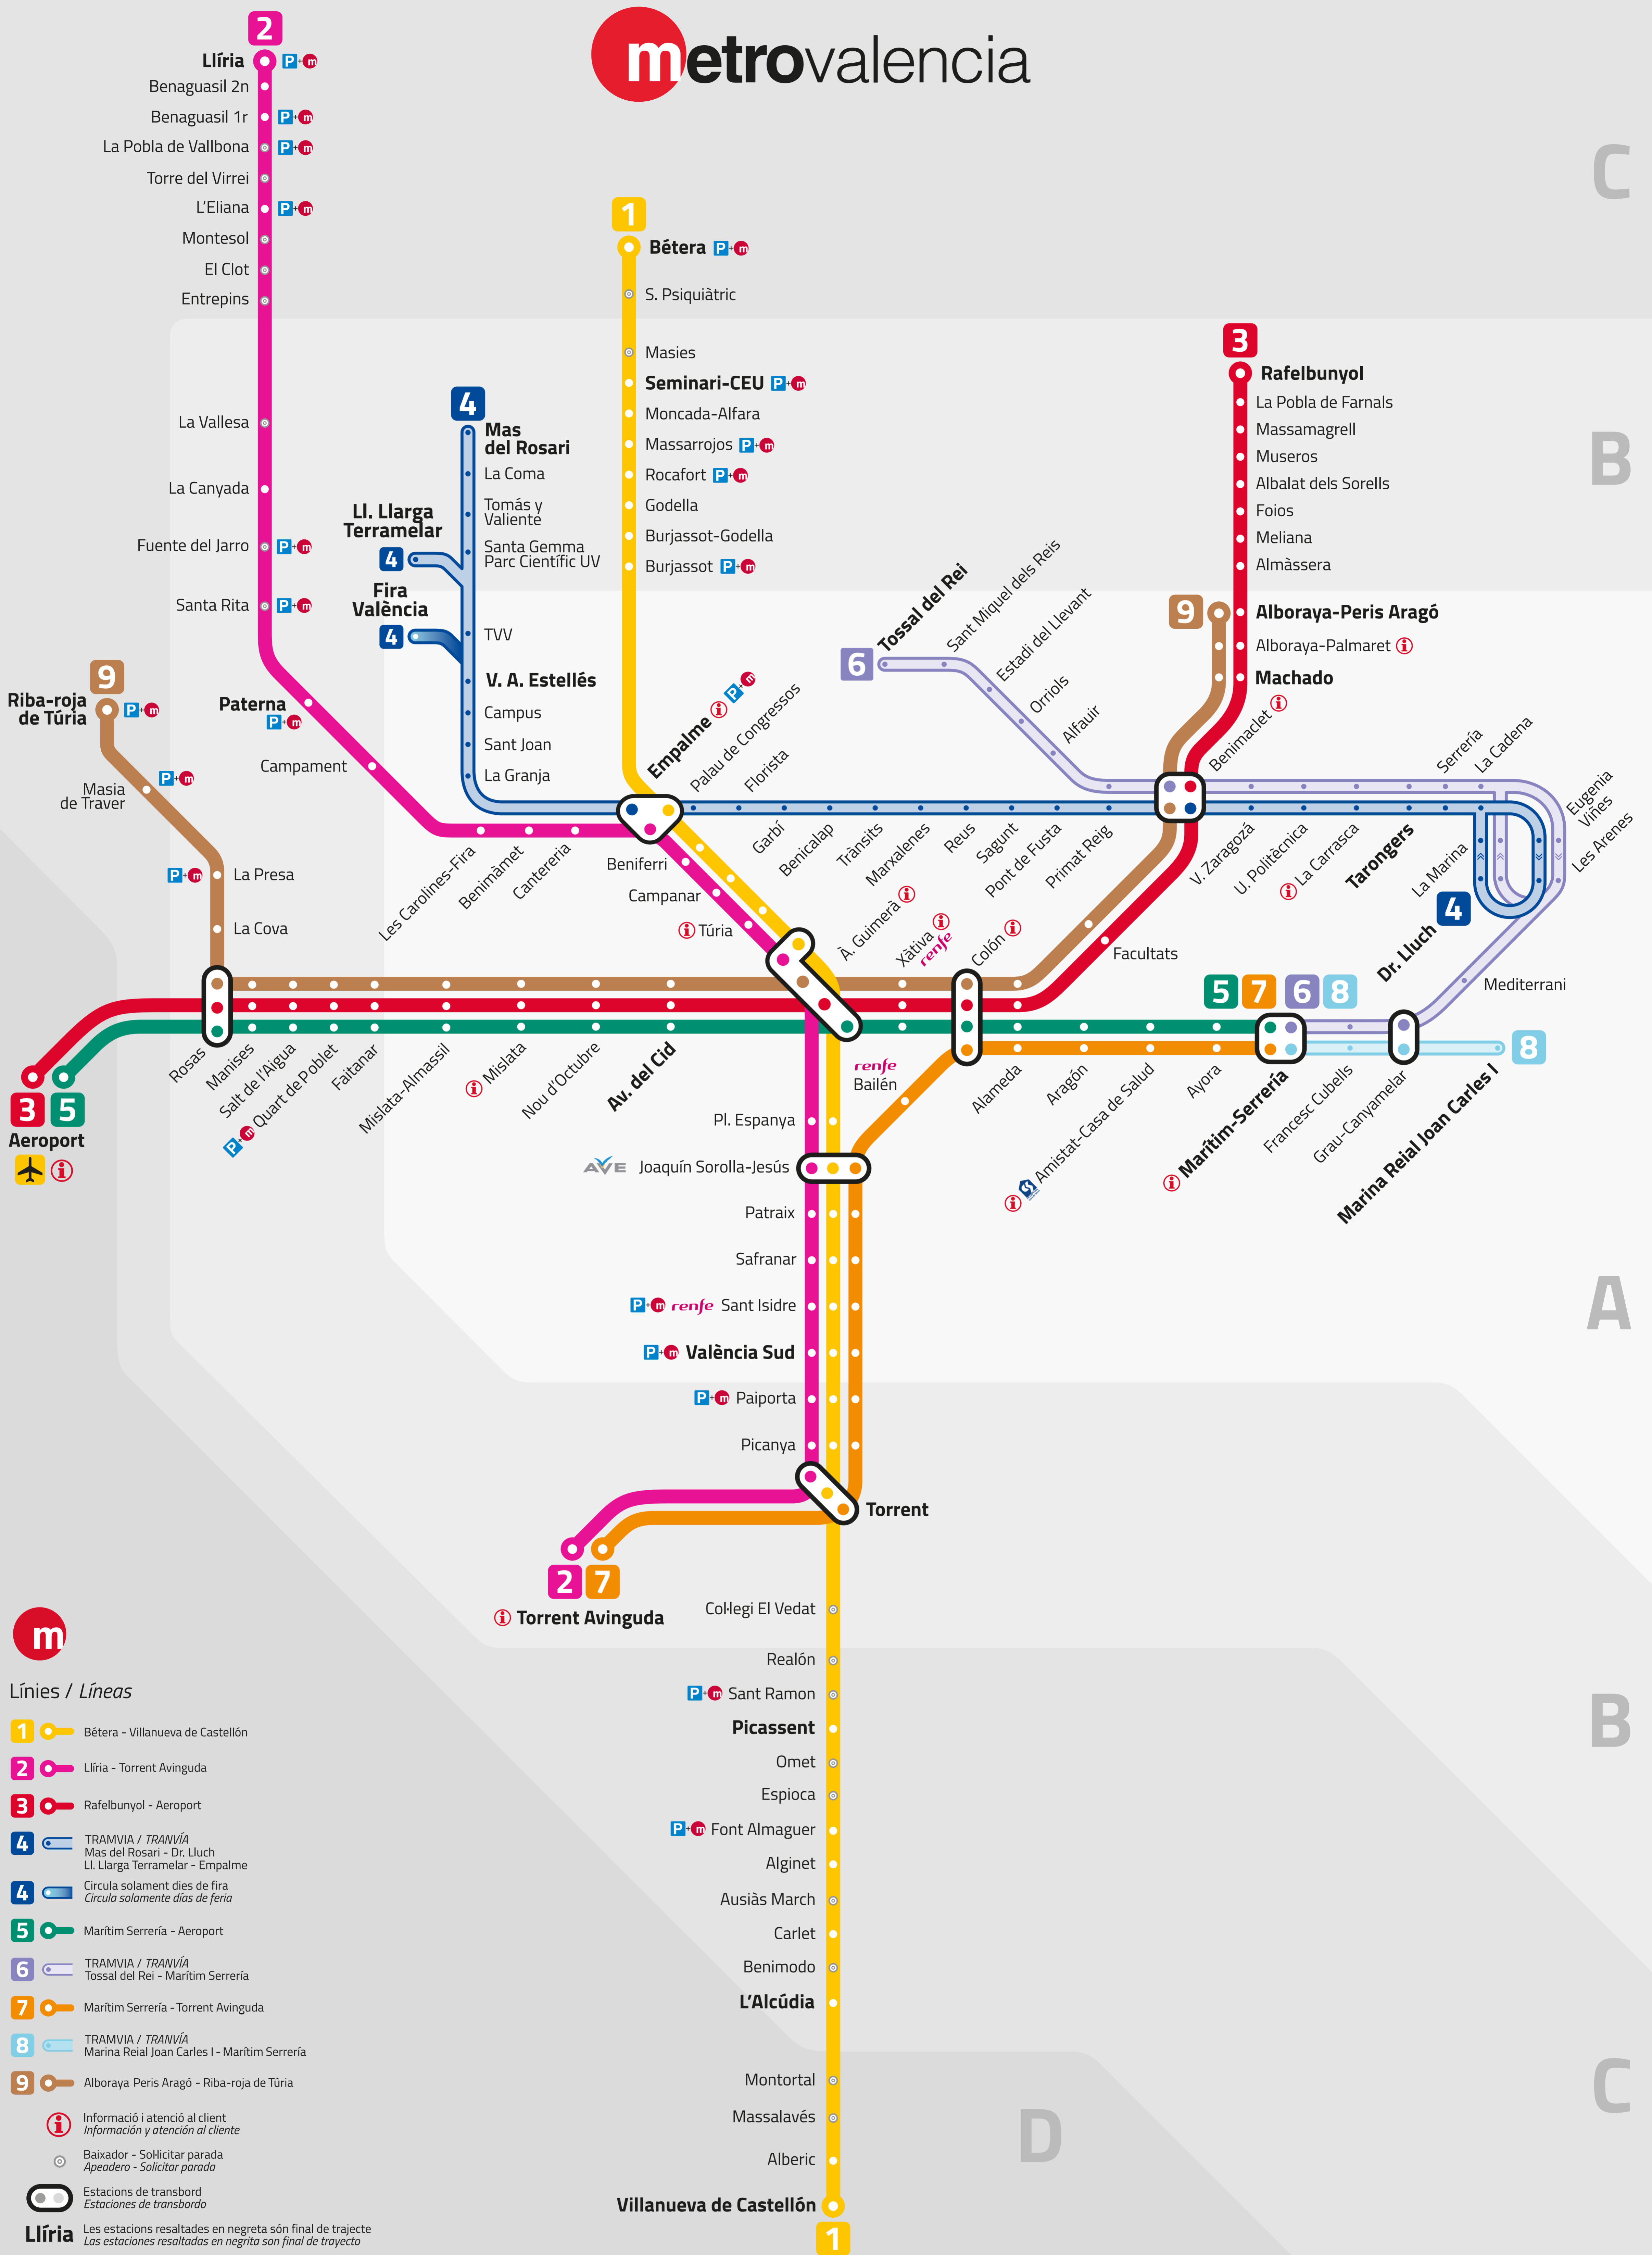 metrovalencia
2
Llíria
P+m
Benaguasil 2n
Benaguasil 1r
P+m
La Pobla de Vallbona
P+m
Torre del Virrei
L'Eliana
P+m
Montesol
El Clot
Entrepins
La Vallesa
La Canyada
Fuente del Jarro
P+m
Santa Rita
P+m
Paterna
P+m
Campament
Les Carolines-Fira
Benimàmet
Cantereria
C
B
A
B
C
D
1
Bétera
P+m
S. Psiquiàtric
Masies
Seminari-CEU
P+m
Moncada-Alfara
Massarrojos
P+m
Rocafort
P+m
Godella
Burjassot-Godella
Burjassot
P+m
4
Mas
del Rosari
La Coma
Tomás y
Valiente
Santa Gemma
Parc Científic UV
Ll. Llarga
Terramelar
4
Fira
València
4
TVV
V. A. Estellés
Campus
Sant Joan
La Granja
Empalme
i
P+m
Palau de Congressos
Florista
Garbí
Benicalap
Trànsits
Marxalenes
Reus
Sagunt
Pont de Fusta
Primat Reig
Benimaclet
i
V. Zaragozá
U. Politècnica
La Carrasca
i
Tarongers
Serrería
La Cadena
Eugenia
Viñes
Les Arenes
La Marina
4
Dr. Lluch
Mediterrani
6
Tossal del Rei
Sant Miquel dels Reis
Estadi del Llevant
Orriols
Alfauir
3
Rafelbunyol
La Pobla de Farnals
Massamagrell
Museros
Albalat dels Sorells
Foios
Meliana
Almàssera
9
Alboraya-Peris Aragó
Alboraya-Palmaret
i
Machado
9
Riba-roja
de Túria
P+m
Masia
de Traver
P+m
La Presa
P+m
La Cova
Beniferri
Campanar
i Túria
À. Guimerà
i
Xàtiva
i
renfe
Colón
i
Facultats
3
5
Aeroport
i
Rosas
Manises
Salt de l'Aigua
P+m Quart de Poblet
Faitanar
Mislata-Almassil
i Mislata
Nou d'Octubre
Av. del Cid
renfe
Bailén
Alameda
Aragón
i Amistat-Casa de Salud
Ayora
5 7 6 8
i Marítim-Serrería
Francesc Cubells
Grau-Canyamelar
Marina Reial Joan Carles I
8
Pl. Espanya
AVE Joaquín Sorolla-Jesús
Patraix
Safranar
P+m renfe Sant Isidre
P+m València Sud
P+m Paiporta
Picanya
Torrent
2 7
i Torrent Avinguda
Col·legi El Vedat
Realón
P+m Sant Ramon
Picassent
Omet
Espioca
P+m Font Almaguer
Alginet
Ausiàs March
Carlet
Benimodo
L'Alcúdia
Montortal
Massalavés
Alberic
Villanueva de Castellón
1
m
Línies / Líneas
1 Bétera - Villanueva de Castellón
2 Llíria - Torrent Avinguda
3 Rafelbunyol - Aeroport
4 TRAMVIA / TRANVÍA
Mas del Rosari - Dr. Lluch
Ll. Llarga Terramelar - Empalme
4 Circula solament dies de fira
Circula solamente días de feria
5 Marítim Serrería - Aeroport
6 TRAMVIA / TRANVÍA
Tossal del Rei - Marítim Serrería
7 Marítim Serrería - Torrent Avinguda
8 TRAMVIA / TRANVÍA
Marina Reial Joan Carles I - Marítim Serrería
9 Alboraya Peris Aragó - Riba-roja de Túria
i Informació i atenció al client
Información y atención al cliente
Baixador - Sol·licitar parada
Apeadero - Solicitar parada
Estacions de transbord
Estaciones de transbordo
Llíria Les estacions resaltades en negreta són final de trajecte
Las estaciones resaltadas en negrita son final de trayecto